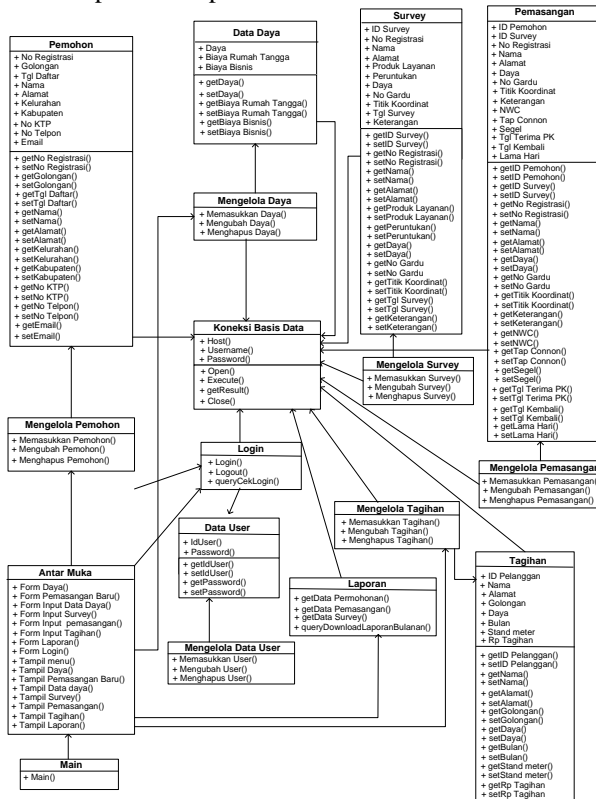 Pemohon
+ No Registrasi
+ Golongan
+ Tgl Daftar
+ Nama
+ Alamat
+ Kelurahan
+ Kabupaten
+ No KTP
+ No Telpon
+ Email
+ getNo Registrasi()
+ setNo Registrasi()
+ getGolongan()
+ setGolongan()
+ getTgl Daftar()
+ setTgl Daftar()
+ getNama()
+ setNama()
+ getAlamat()
+ setAlamat()
+ getKelurahan()
+ setKelurahan()
+ getKabupaten()
+ setKabupaten()
+ getNo KTP()
+ setNo KTP()
+ getNo Telpon()
+ setNo Telpon()
+ getEmail()
+ setEmail()
Data Daya
+ Daya
+ Biaya Rumah Tangga
+ Biaya Bisnis
+ getDaya()
+ setDaya()
+ getBiaya Rumah Tangga()
+ setBiaya Rumah Tangga()
+ getBiaya Bisnis()
+ setBiaya Bisnis()
Survey
+ ID Survey
+ No Registrasi
+ Nama
+ Alamat
+ Produk Layanan
+ Peruntukan
+ Daya
+ No Gardu
+ Titik Koordinat
+ Tgl Survey
+ Keterangan
+ getID Survey()
+ setID Survey()
+ getNo Registrasi()
+ setNo Registrasi()
+ getNama()
+ setNama()
+ getAlamat()
+ setAlamat()
+ getProduk Layanan()
+ setProduk Layanan()
+ getPeruntukan()
+ setPeruntukan()
+ getDaya()
+ setDaya()
+ getNo Gardu
+ setNo Gardu
+ getTitik Koordinat()
+ setTitik Koordinat()
+ getTgl Survey()
+ setTgl Survey()
+ getKeterangan()
+ setKeterangan()
Pemasangan
+ ID Pemohon
+ ID Survey
+ No Registrasi
+ Nama
+ Alamat
+ Daya
+ No Gardu
+ Titik Koordinat
+ Keterangan
+ NWC
+ Tap Connon
+ Segel
+ Tgl Terima PK
+ Tgl Kembali
+ Lama Hari
+ getID Pemohon()
+ setID Pemohon()
+ getID Survey()
+ setID Survey()
+ getNo Registrasi()
+ setNo Registrasi()
+ getNama()
+ setNama()
+ getAlamat()
+ setAlamat()
+ getDaya()
+ setDaya()
+ getNo Gardu
+ setNo Gardu
+ getTitik Koordinat()
+ setTitik Koordinat()
+ getKeterangan()
+ setKeterangan()
+ getNWC()
+ setNWC()
+ getTap Connon()
+ setTap Connon()
+ getSegel()
+ setSegel()
+ getTgl Terima PK()
+ setTgl Terima PK()
+ getTgl Kembali()
+ setTgl Kembali()
+ getLama Hari()
+ setLama Hari()
Mengelola Daya
+ Memasukkan Daya()
+ Mengubah Daya()
+ Menghapus Daya()
Koneksi Basis Data
+ Host()
+ Username()
+ Password()
+ Open()
+ Execute()
+ getResult()
+ Close()
Mengelola Survey
+ Memasukkan Survey()
+ Mengubah Survey()
+ Menghapus Survey()
Mengelola Pemohon
+ Memasukkan Pemohon()
+ Mengubah Pemohon()
+ Menghapus Pemohon()
Login
+ Login()
+ Logout()
+ queryCekLogin()
Mengelola Pemasangan
+ Memasukkan Pemasangan()
+ Mengubah Pemasangan()
+ Menghapus Pemasangan()
Mengelola Tagihan
+ Memasukkan Tagihan()
+ Mengubah Tagihan()
+ Menghapus Tagihan()
Data User
+ IdUser()
+ Password()
+ getIdUser()
+ setIdUser()
+ getPassword()
+ setPassword()
Antar Muka
+ Form Daya()
+ Form Pemasangan Baru()
+ Form Input Data Daya()
+ Form Input Survey()
+ Form Input pemasangan()
+ Form Input Tagihan()
+ Form Laporan()
+ Form Login()
+ Tampil menu()
+ Tampil Daya()
+ Tampil Pemasangan Baru()
+ Tampil Data daya()
+ Tampil Survey()
+ Tampil Pemasangan()
+ Tampil Tagihan()
+ Tampil Laporan()
Laporan
+ getData Permohonan()
+ getData Pemasangan()
+ getData Survey()
+ queryDownloadLaporanBulanan()
Tagihan
+ ID Pelanggan
+ Nama
+ Alamat
+ Golongan
+ Daya
+ Bulan
+ Stand meter
+ Rp Tagihan
+ getID Pelanggan()
+ setID Pelanggan()
+ getNama()
+ setNama()
+ getAlamat()
+ setAlamat()
+ getGolongan()
+ setGolongan()
+ getDaya()
+ setDaya()
+ getBulan()
+ setBulan()
+ getStand meter()
+ setStand meter()
+ getRp Tagihan
+ setRp Tagihan
Mengelola Data User
+ Memasukkan User()
+ Mengubah User()
+ Menghapus User()
Main
+ Main()